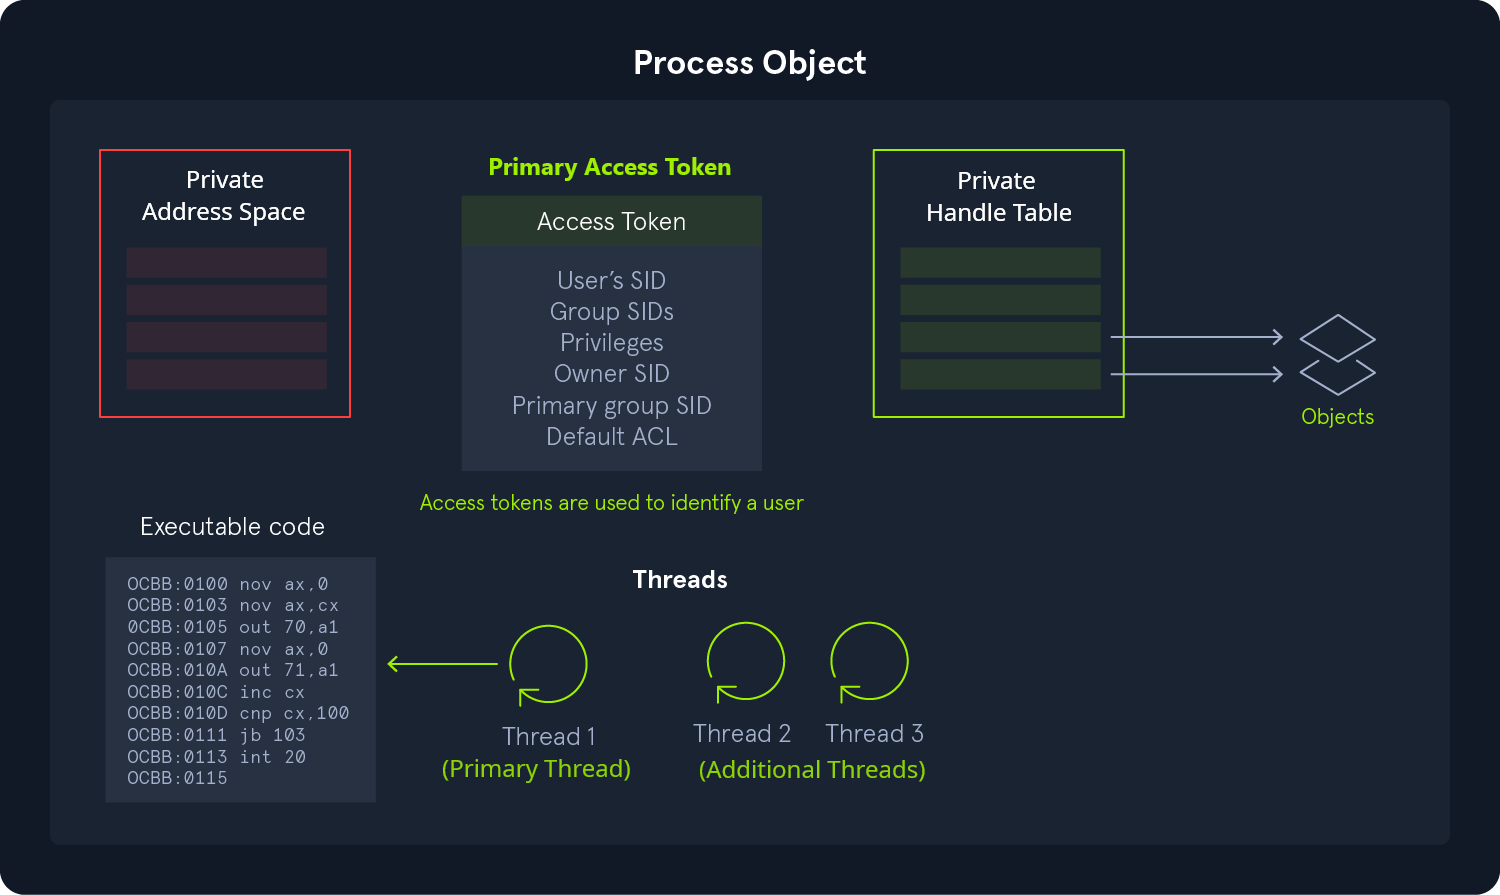 Process Object
Private
Address Space
Primary Access Token
Access Token
User’s SID
Group SIDs
Privileges
Owner SID
Primary group SID
Default ACL
Access tokens are used to identify a user
Private
Handle Table
Objects
Executable code
OCBB:0100 nov ax,0
OCBB:0103 nov ax,cx
0CBB:0105 out 70,a1
OCBB:0107 nov ax,0
OCBB:010A out 71,a1
OCBB:010C inc cx
OCBB:010D cnp cx,100
OCBB:0111 jb 103
OCBB:0113 int 20
OCBB:0115
Threads
Thread 1
(Primary Thread)
Thread 2 Thread 3
(Additional Threads)